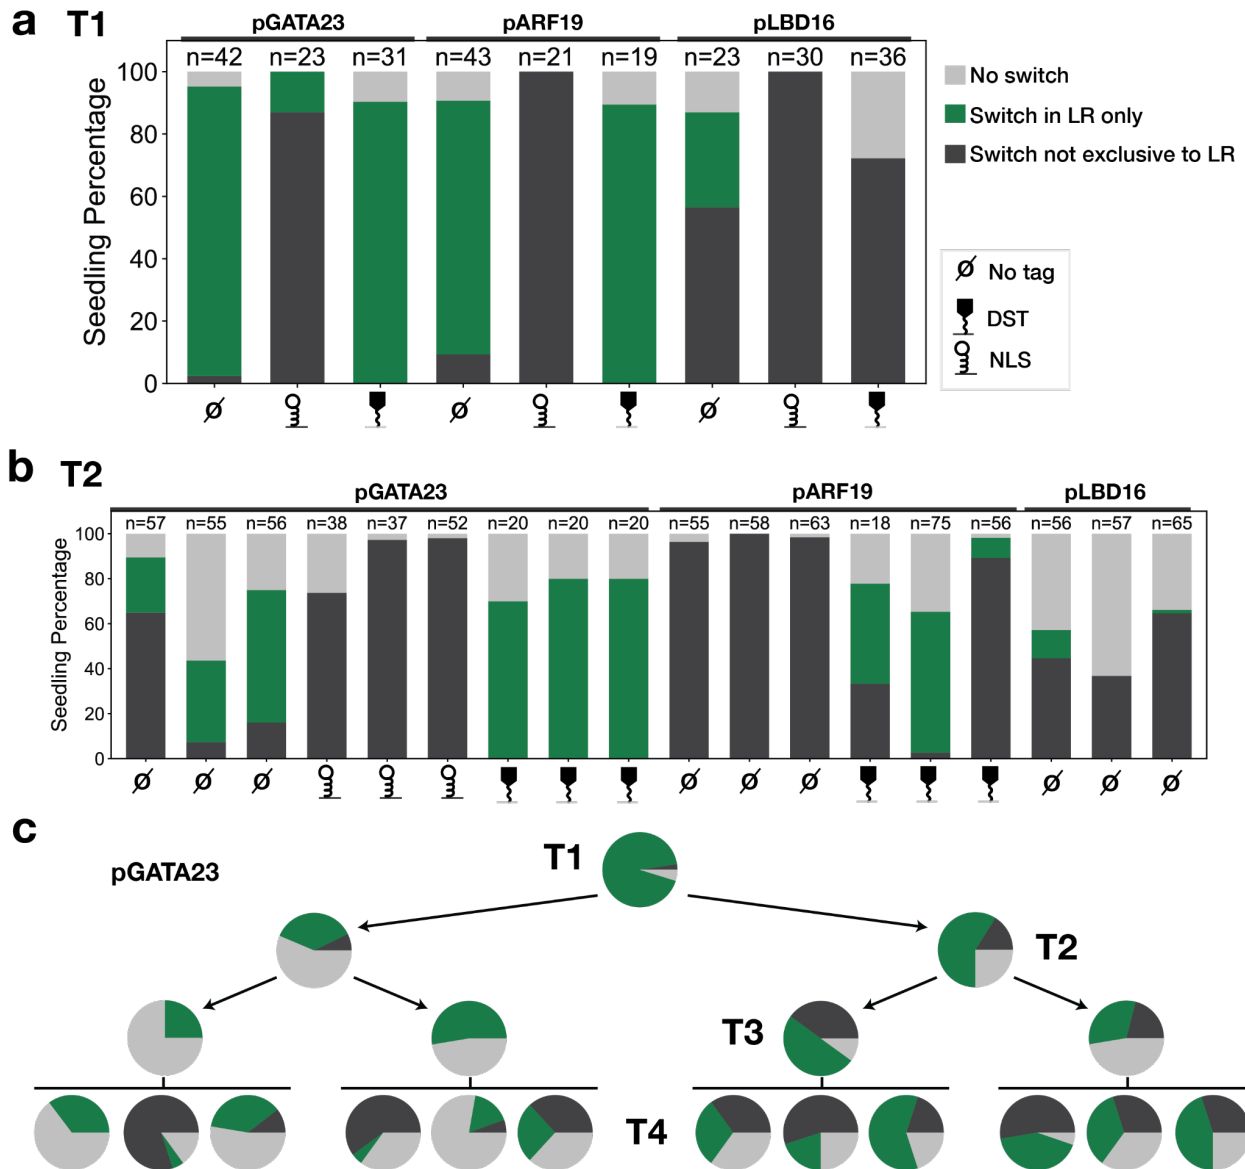 a T1
pGATA23 pARF19 pLBD16
n=42 n=23 n=31 n=43 n=21 n=19 n=23 n=30 n=36
100
80
60
40
20
0
Seedling Percentage
No switch
Switch in LR only
Switch not exclusive to LR
No tag
DST
NLS
b T2
pGATA23 pARF19 pLBD16
n=57 n=55 n=56 n=38 n=37 n=52 n=20 n=20 n=20 n=55 n=58 n=63 n=18 n=75 n=56 n=56 n=57 n=65
100
80
60
40
20
0
Seedling Percentage
c
pGATA23
T1
T2
T3
T4